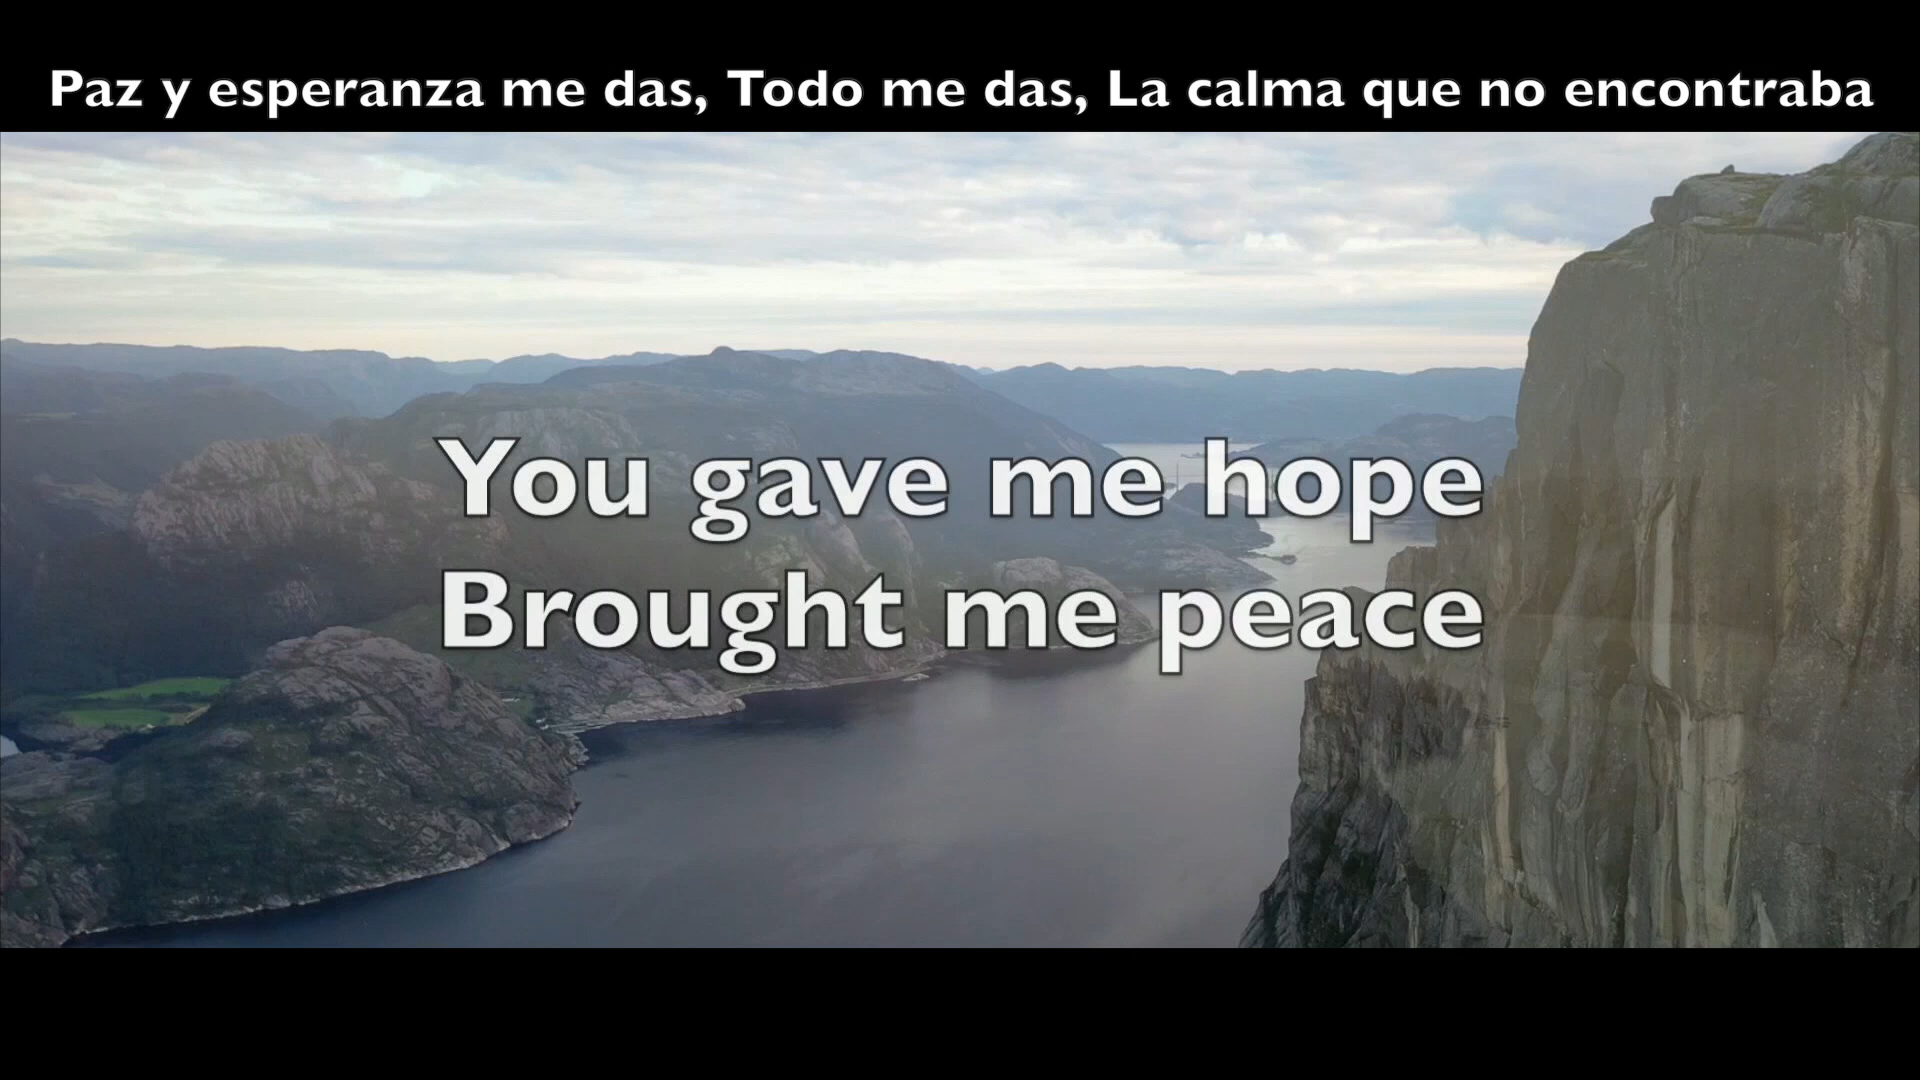 Paz y esperanza me das, Todo me das, La calma que no encontraba
You gave me hope
Brought me peace